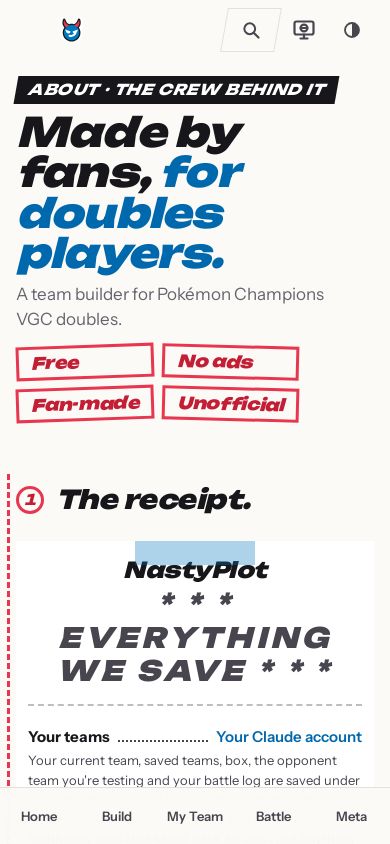 ABOUT · THE CREW BEHIND IT
Made by
fans, for
doubles
players.
A team builder for Pokémon Champions
VGC doubles.
Free
No ads
Fan-made
Unofficial
1 The receipt.
NastyPlot
* * *
EVERYTHING
WE SAVE * * *
Your teams ........................ Your Claude account
Your current team, saved teams, box, the opponent
team you're testing and your battle log are saved under
Home Build My Team Battle Meta